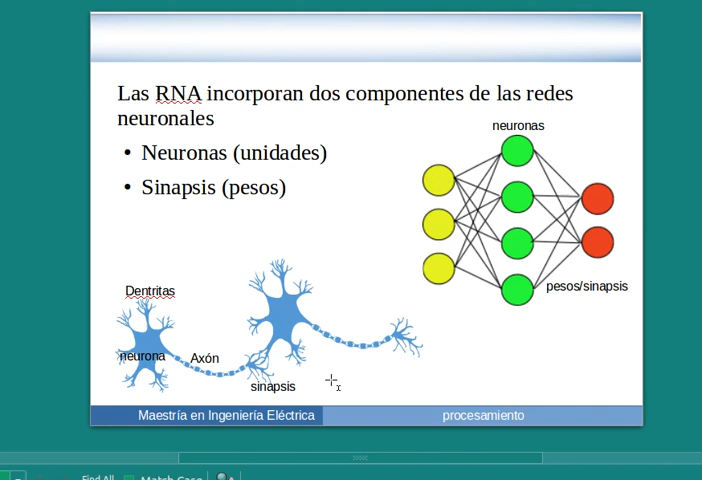 Las RNA incorporan dos componentes de las redes
neuronales
• Neuronas (unidades)
• Sinapsis (pesos)
neuronas
pesos/sinapsis
Dentritas
neurona
Axón
sinapsis
Maestría en Ingeniería Eléctrica
procesamiento
Find All
Match Case